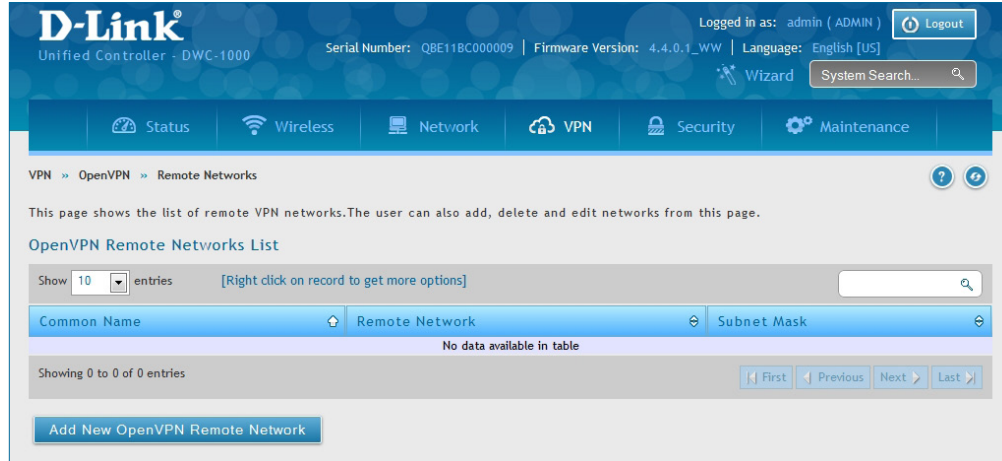 D-Link®
Unified Controller - DWC-1000
Logged in as: admin ( ADMIN ) Logout
Serial Number: QBE11BC000009 | Firmware Version: 4.4.0.1_WW | Language: English [US]
Wizard System Search...
Status Wireless Network VPN Security Maintenance
VPN » OpenVPN » Remote Networks ?
This page shows the list of remote VPN networks.The user can also add, delete and edit networks from this page.
OpenVPN Remote Networks List
Show 10 entries [Right click on record to get more options]
Common Name Remote Network Subnet Mask
No data available in table
Showing 0 to 0 of 0 entries First Previous Next Last
Add New OpenVPN Remote Network